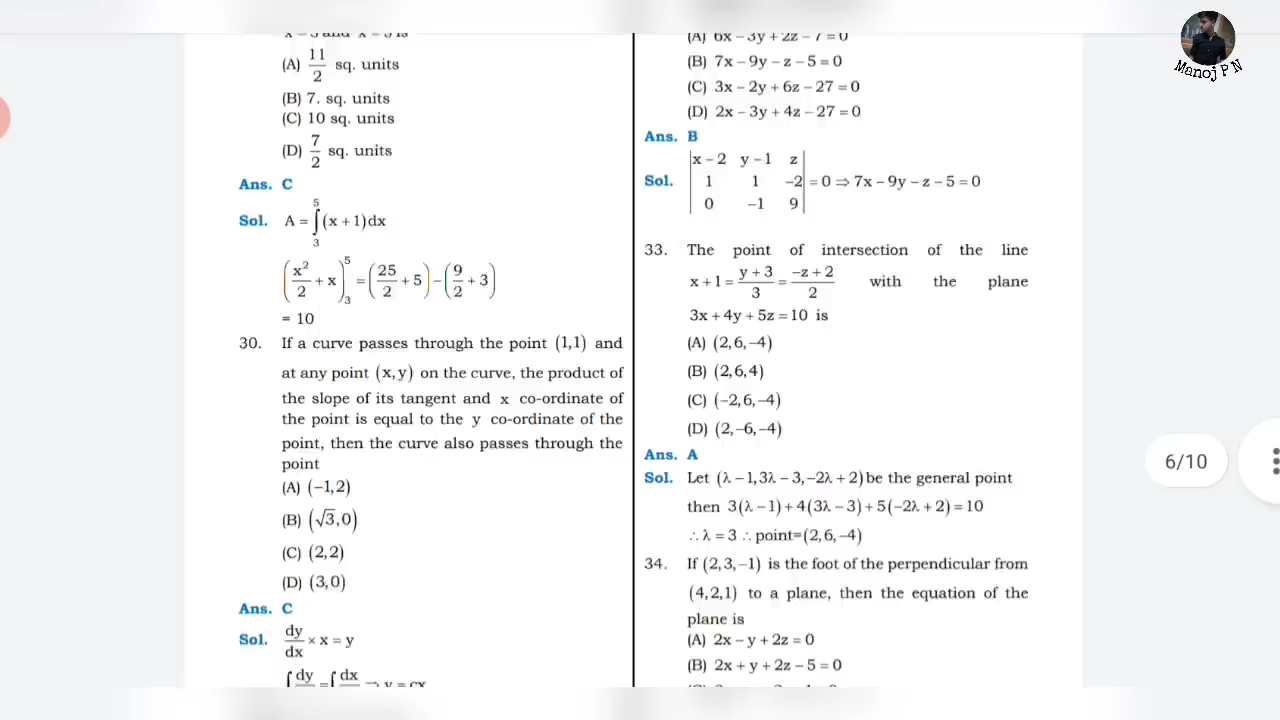 (A) 11/2 sq. units
(B) 7. sq. units
(C) 10 sq. units
(D) 7/2 sq. units
Ans. C
Sol. A = ∫₃⁵ (x + 1) dx
(x²/2 + x)₃⁵ = (25/2 + 5) − (9/2 + 3)
= 10
30. If a curve passes through the point (1,1) and
at any point (x,y) on the curve, the product of
the slope of its tangent and x co-ordinate of
the point is equal to the y co-ordinate of the
point, then the curve also passes through the
point
(A) (−1,2)
(B) (√3,0)
(C) (2,2)
(D) (3,0)
Ans. C
Sol. dy/dx × x = y
(A) 6x − 3y + 2z − 7 = 0
(B) 7x − 9y − z − 5 = 0
(C) 3x − 2y + 6z − 27 = 0
(D) 2x − 3y + 4z − 27 = 0
Ans. B
x − 2 y − 1 z
Sol. 1 1 −2 = 0 ⇒ 7x − 9y − z − 5 = 0
0 −1 9
33. The point of intersection of the line
x + 1 = (y + 3)/3 = (−z + 2)/2 with the plane
3x + 4y + 5z = 10 is
(A) (2,6,−4)
(B) (2,6,4)
(C) (−2,6,−4)
(D) (2,−6,−4)
Ans. A
Sol. Let (λ − 1,3λ − 3,−2λ + 2) be the general point
then 3(λ − 1) + 4(3λ − 3) + 5(−2λ + 2) = 10
∴ λ = 3 ∴ point=(2,6,−4)
34. If (2,3,−1) is the foot of the perpendicular from
(4,2,1) to a plane, then the equation of the
plane is
(A) 2x − y + 2z = 0
(B) 2x + y + 2z − 5 = 0
Manoj P N
6/10